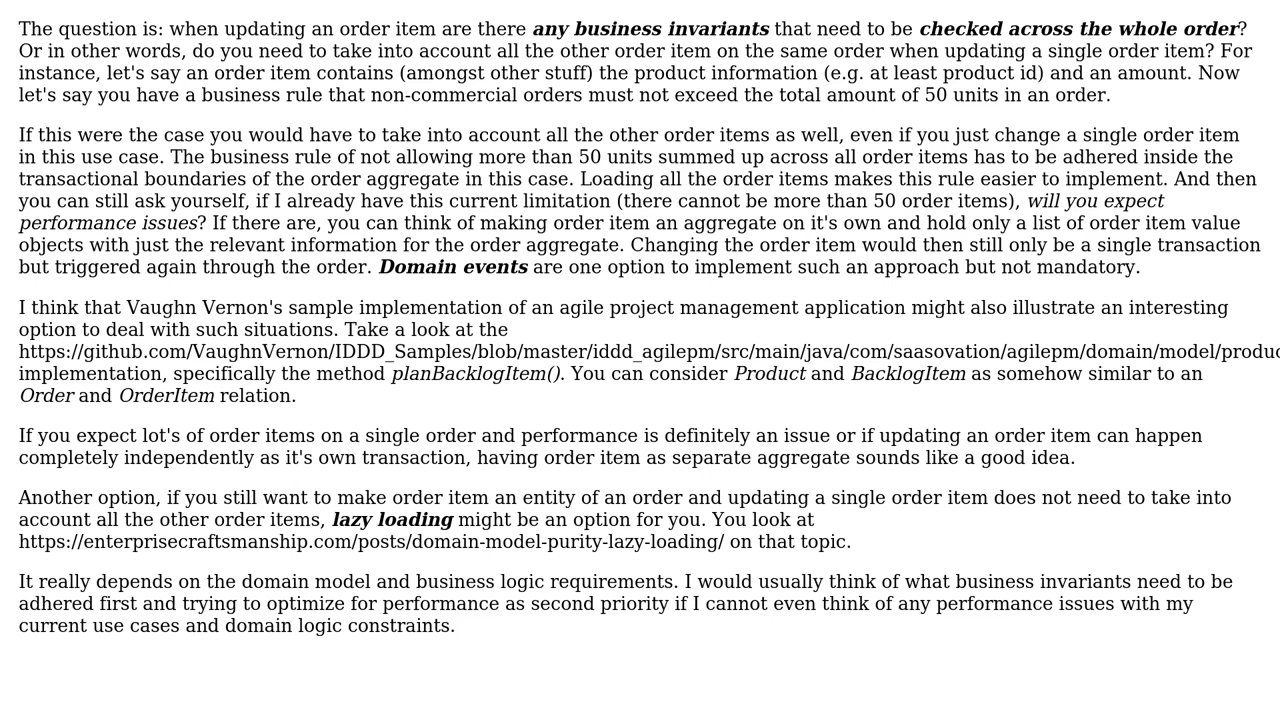 The question is: when updating an order item are there any business invariants that need to be checked across the whole order?
Or in other words, do you need to take into account all the other order item on the same order when updating a single order item? For
instance, let's say an order item contains (amongst other stuff) the product information (e.g. at least product id) and an amount. Now
let's say you have a business rule that non-commercial orders must not exceed the total amount of 50 units in an order.
If this were the case you would have to take into account all the other order items as well, even if you just change a single order item
in this use case. The business rule of not allowing more than 50 units summed up across all order items has to be adhered inside the
transactional boundaries of the order aggregate in this case. Loading all the order items makes this rule easier to implement. And then
you can still ask yourself, if I already have this current limitation (there cannot be more than 50 order items), will you expect
performance issues? If there are, you can think of making order item an aggregate on it's own and hold only a list of order item value
objects with just the relevant information for the order aggregate. Changing the order item would then still only be a single transaction
but triggered again through the order. Domain events are one option to implement such an approach but not mandatory.
I think that Vaughn Vernon's sample implementation of an agile project management application might also illustrate an interesting
option to deal with such situations. Take a look at the
https://github.com/VaughnVernon/IDDD_Samples/blob/master/iddd_agilepm/src/main/java/com/saasovation/agilepm/domain/model/produc
implementation, specifically the method planBacklogItem(). You can consider Product and BacklogItem as somehow similar to an
Order and OrderItem relation.
If you expect lot's of order items on a single order and performance is definitely an issue or if updating an order item can happen
completely independently as it's own transaction, having order item as separate aggregate sounds like a good idea.
Another option, if you still want to make order item an entity of an order and updating a single order item does not need to take into
account all the other order items, lazy loading might be an option for you. You look at
https://enterprisecraftsmanship.com/posts/domain-model-purity-lazy-loading/ on that topic.
It really depends on the domain model and business logic requirements. I would usually think of what business invariants need to be
adhered first and trying to optimize for performance as second priority if I cannot even think of any performance issues with my
current use cases and domain logic constraints.